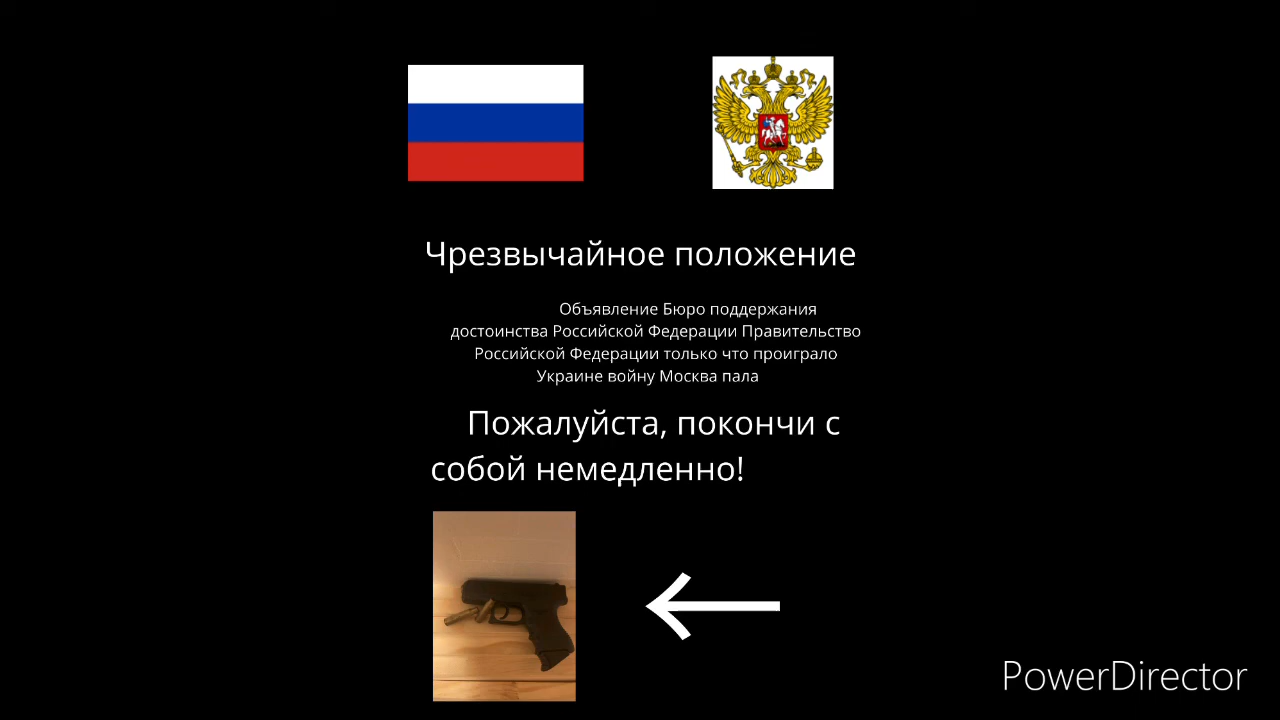 Чрезвычайное положение
Объявление Бюро поддержания
достоинства Российской Федерации Правительство
Российской Федерации только что проиграло
Украине войну Москва пала
Пожалуйста, покончи с
собой немедленно!
PowerDirector